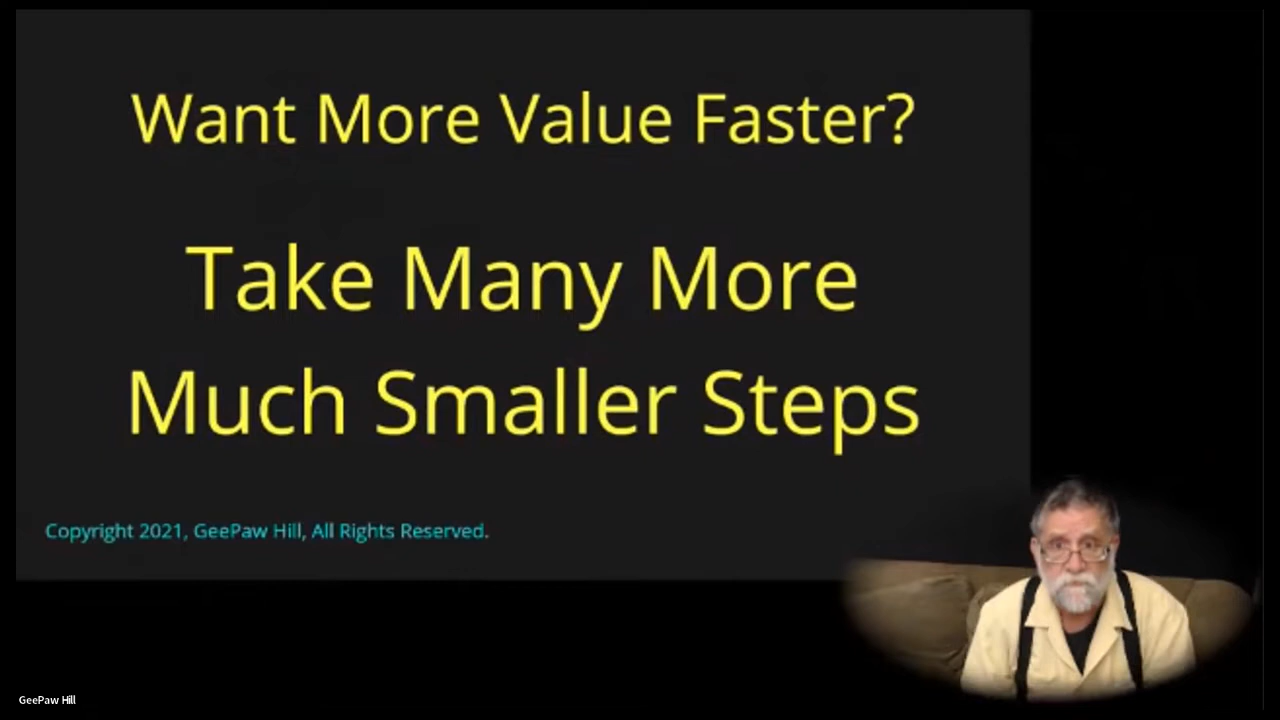 Want More Value Faster?
Take Many More
Much Smaller Steps
Copyright 2021, GeePaw Hill, All Rights Reserved.
GeePaw Hill